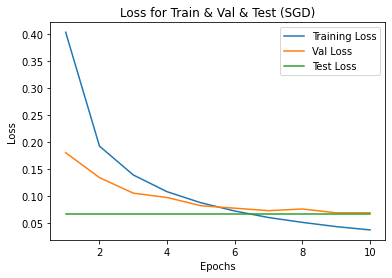 Loss for Train & Val & Test (SGD)
Training Loss
Val Loss
Test Loss
Loss
0.40
0.35
0.30
0.25
0.20
0.15
0.10
0.05
2 4 6 8 10
Epochs